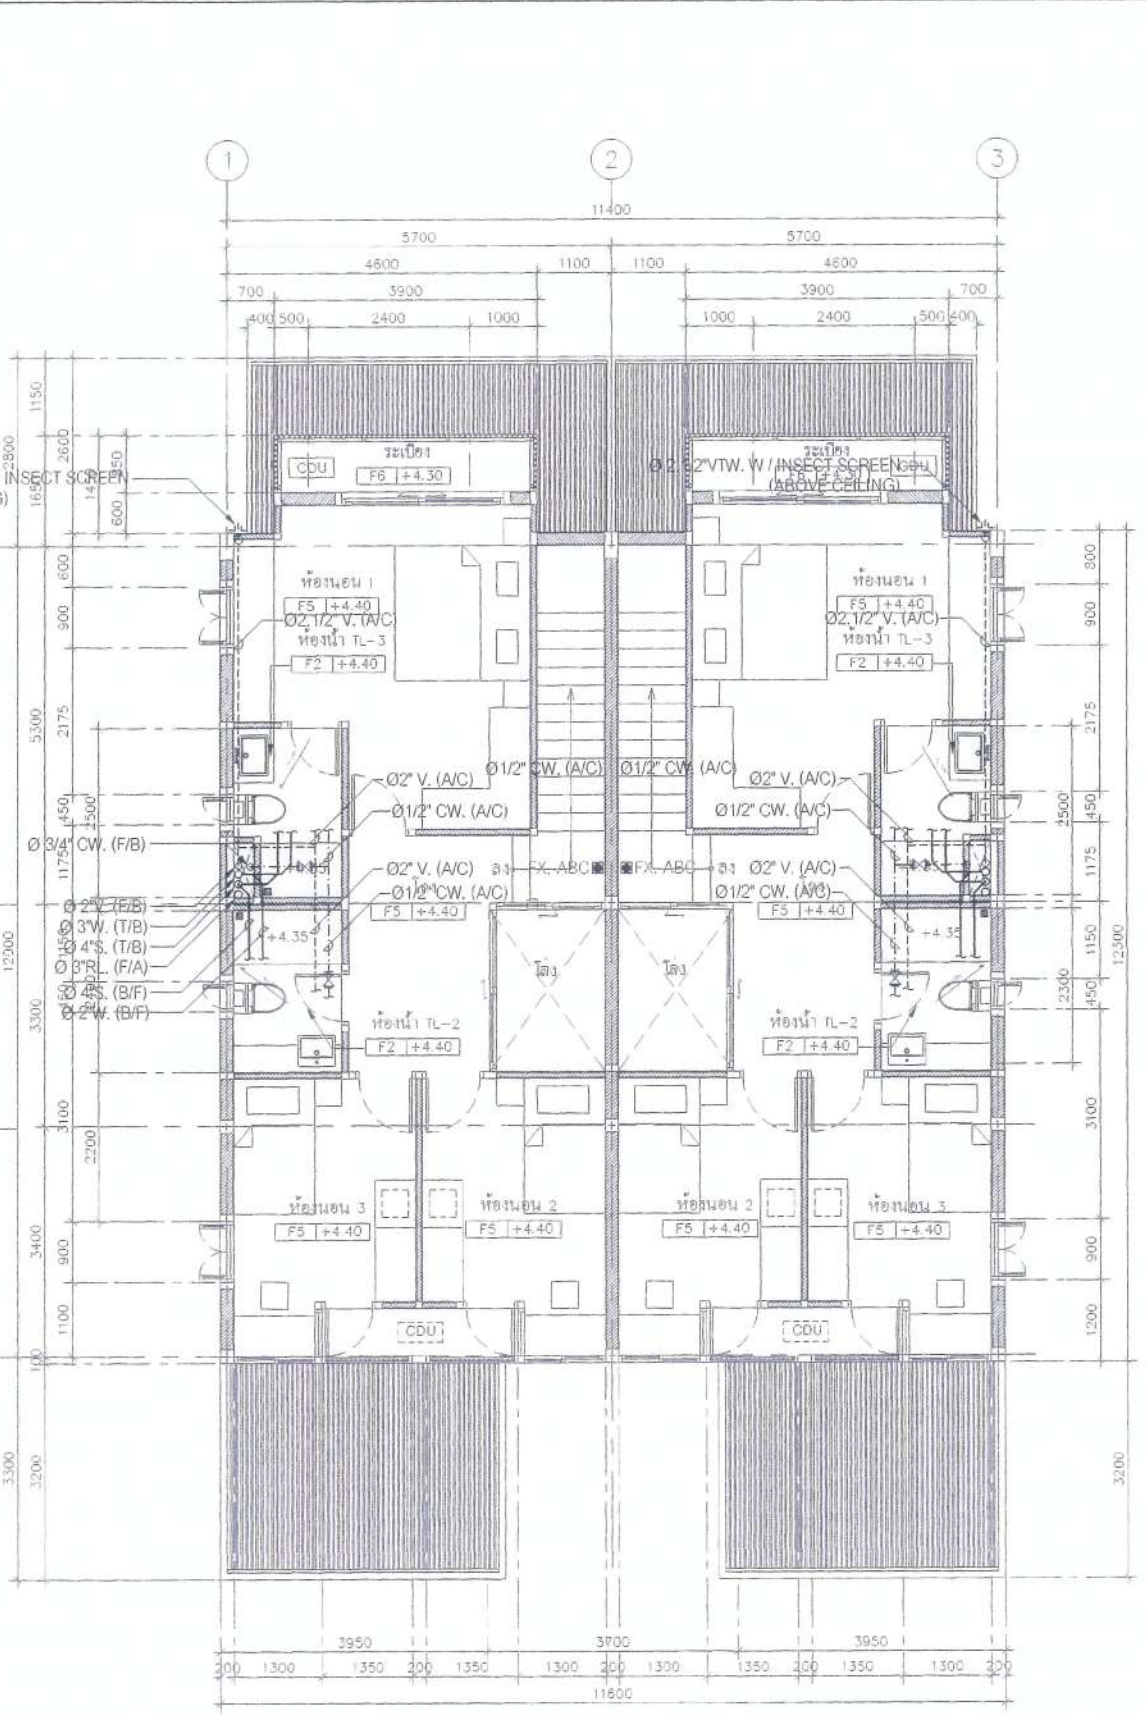 1
2
3
11400
5700
5700
4600
1100
1100
4600
700
3900
3900
700
400
500
2400
1000
1000
2400
500
400
1150
2600
ระเบียง
CDU
F6 +4.30
ระเบียง
Ø 2.1/2"VTW. W / INSECT SCREEN
(ABOVE CEILING)
INSECT SCREEN
600
600
900
800
900
ห้องนอน 1
F5 +4.40
Ø2.1/2" V. (A/C)
ห้องน้ำ TL-3
F2 +4.40
ห้องนอน 1
F5 +4.40
Ø2.1/2" V. (A/C)
ห้องน้ำ TL-3
F2 +4.40
5300
2175
2175
Ø2" V. (A/C)
Ø1/2" CW. (A/C)
Ø1/2" CW. (A/C)
Ø1/2" CW. (A/C)
Ø2" V. (A/C)
Ø1/2" CW. (A/C)
450
2500
1175
2500
450
1175
Ø 3/4" CW. (F/B)
Ø2" V. (A/C)
Ø1/2" CW. (A/C)
F5 +4.40
ลง
FX. ABC
FX. ABC
ลง
Ø2" V. (A/C)
Ø1/2" CW. (A/C)
F5 +4.40
Ø 2"V. (F/B)
Ø 3"W. (T/B)
Ø 4"S. (T/B)
Ø 3"RL. (F/A)
Ø 4"S. (B/F)
Ø 2"W. (B/F)
+4.35
+4.35
โล่ง
โล่ง
12000
3300
1150
450
2300
12300
ห้องน้ำ TL-2
F2 +4.40
ห้องน้ำ TL-2
F2 +4.40
3100
2200
3100
ห้องนอน 3
F5 +4.40
ห้องนอน 2
F5 +4.40
ห้องนอน 2
F5 +4.40
ห้องนอน 3
F5 +4.40
3400
900
1100
900
1200
CDU
CDU
100
3300
3200
3200
3950
3700
3950
200
1300
1350
200
1350
1300
200
1300
1350
200
1350
1300
200
11800